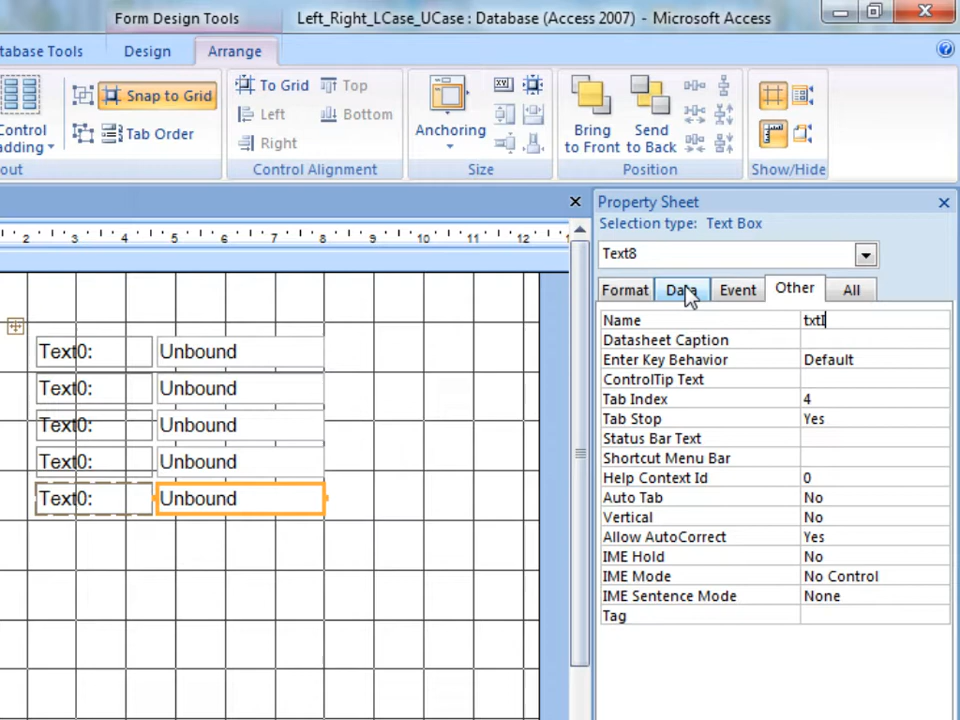 Form Design Tools
Left_Right_LCase_UCase : Database (Access 2007) - Microsoft Access
atabase Tools
Design
Arrange
Control
adding
Snap to Grid
Tab Order
out
To Grid
Top
Left
Bottom
Right
Control Alignment
Anchoring
Size
Bring
to Front
Send
to Back
Position
Show/Hide
2 3 4 5 6 7 8 9 10 11 12
Text0: Unbound
Text0: Unbound
Text0: Unbound
Text0: Unbound
Text0: Unbound
Property Sheet
Selection type: Text Box
Text8
Format Data Event Other All
Name txtI
Datasheet Caption
Enter Key Behavior Default
ControlTip Text
Tab Index 4
Tab Stop Yes
Status Bar Text
Shortcut Menu Bar
Help Context Id 0
Auto Tab No
Vertical No
Allow AutoCorrect Yes
IME Hold No
IME Mode No Control
IME Sentence Mode None
Tag